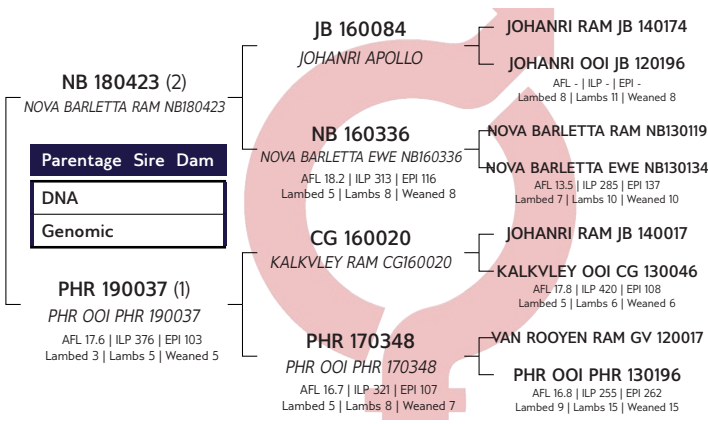 NB 180423 (2)
NOVA BARLETTA RAM NB180423
Parentage Sire Dam
DNA
Genomic
PHR 190037 (1)
PHR OOI PHR 190037
AFL 17.6 | ILP 376 | EPI 103
Lambed 3 | Lambs 5 | Weaned 5
JB 160084
JOHANRI APOLLO
NB 160336
NOVA BARLETTA EWE NB160336
AFL 18.2 | ILP 313 | EPI 116
Lambed 5 | Lambs 8 | Weaned 8
CG 160020
KALKVLEY RAM CG160020
PHR 170348
PHR OOI PHR 170348
AFL 16.7 | ILP 321 | EPI 107
Lambed 5 | Lambs 8 | Weaned 7
JOHANRI RAM JB 140174
JOHANRI OOI JB 120196
AFL - | ILP - | EPI -
Lambed 8 | Lambs 11 | Weaned 8
NOVA BARLETTA RAM NB130119
NOVA BARLETTA EWE NB130134
AFL 13.5 | ILP 285 | EPI 137
Lambed 7 | Lambs 10 | Weaned 10
JOHANRI RAM JB 140017
KALKVLEY OOI CG 130046
AFL 17.8 | ILP 420 | EPI 108
Lambed 5 | Lambs 6 | Weaned 6
VAN ROOYEN RAM GV 120017
PHR OOI PHR 130196
AFL 16.8 | ILP 255 | EPI 262
Lambed 9 | Lambs 15 | Weaned 15